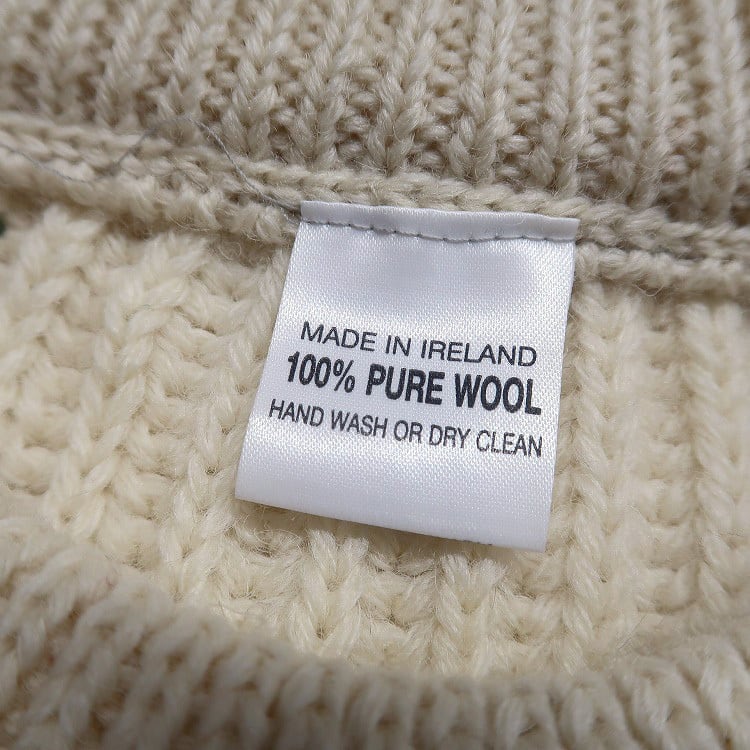 MADE IN IRELAND
100% PURE WOOL
HAND WASH OR DRY CLEAN